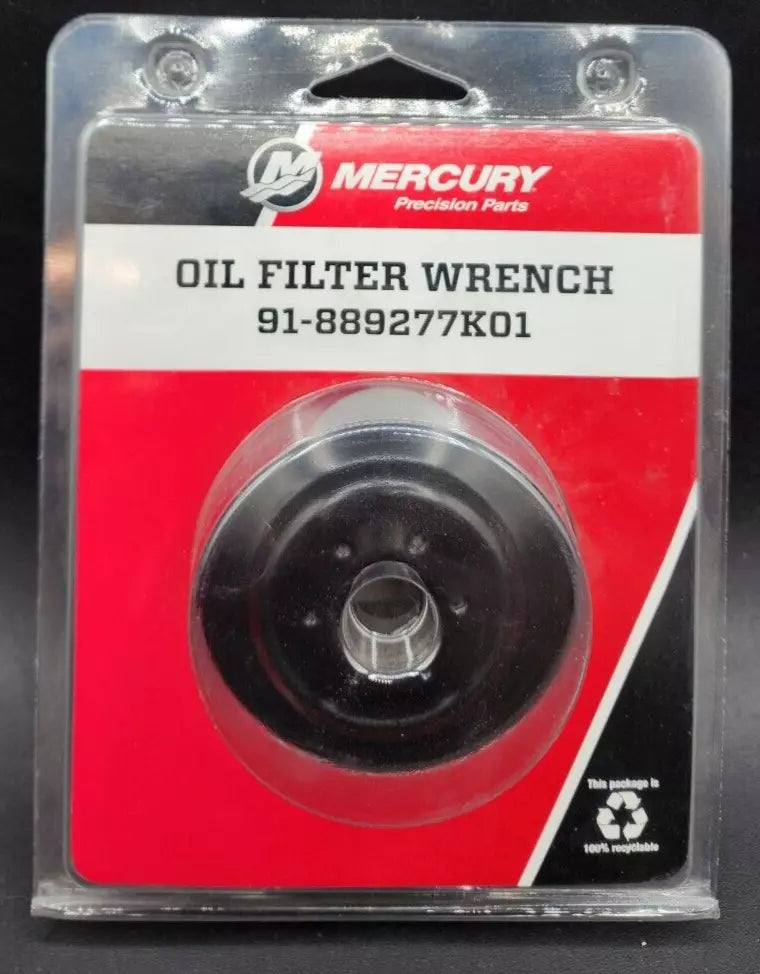 MERCURY
Precision Parts
OIL FILTER WRENCH
91-889277K01
This package is
100% recyclable